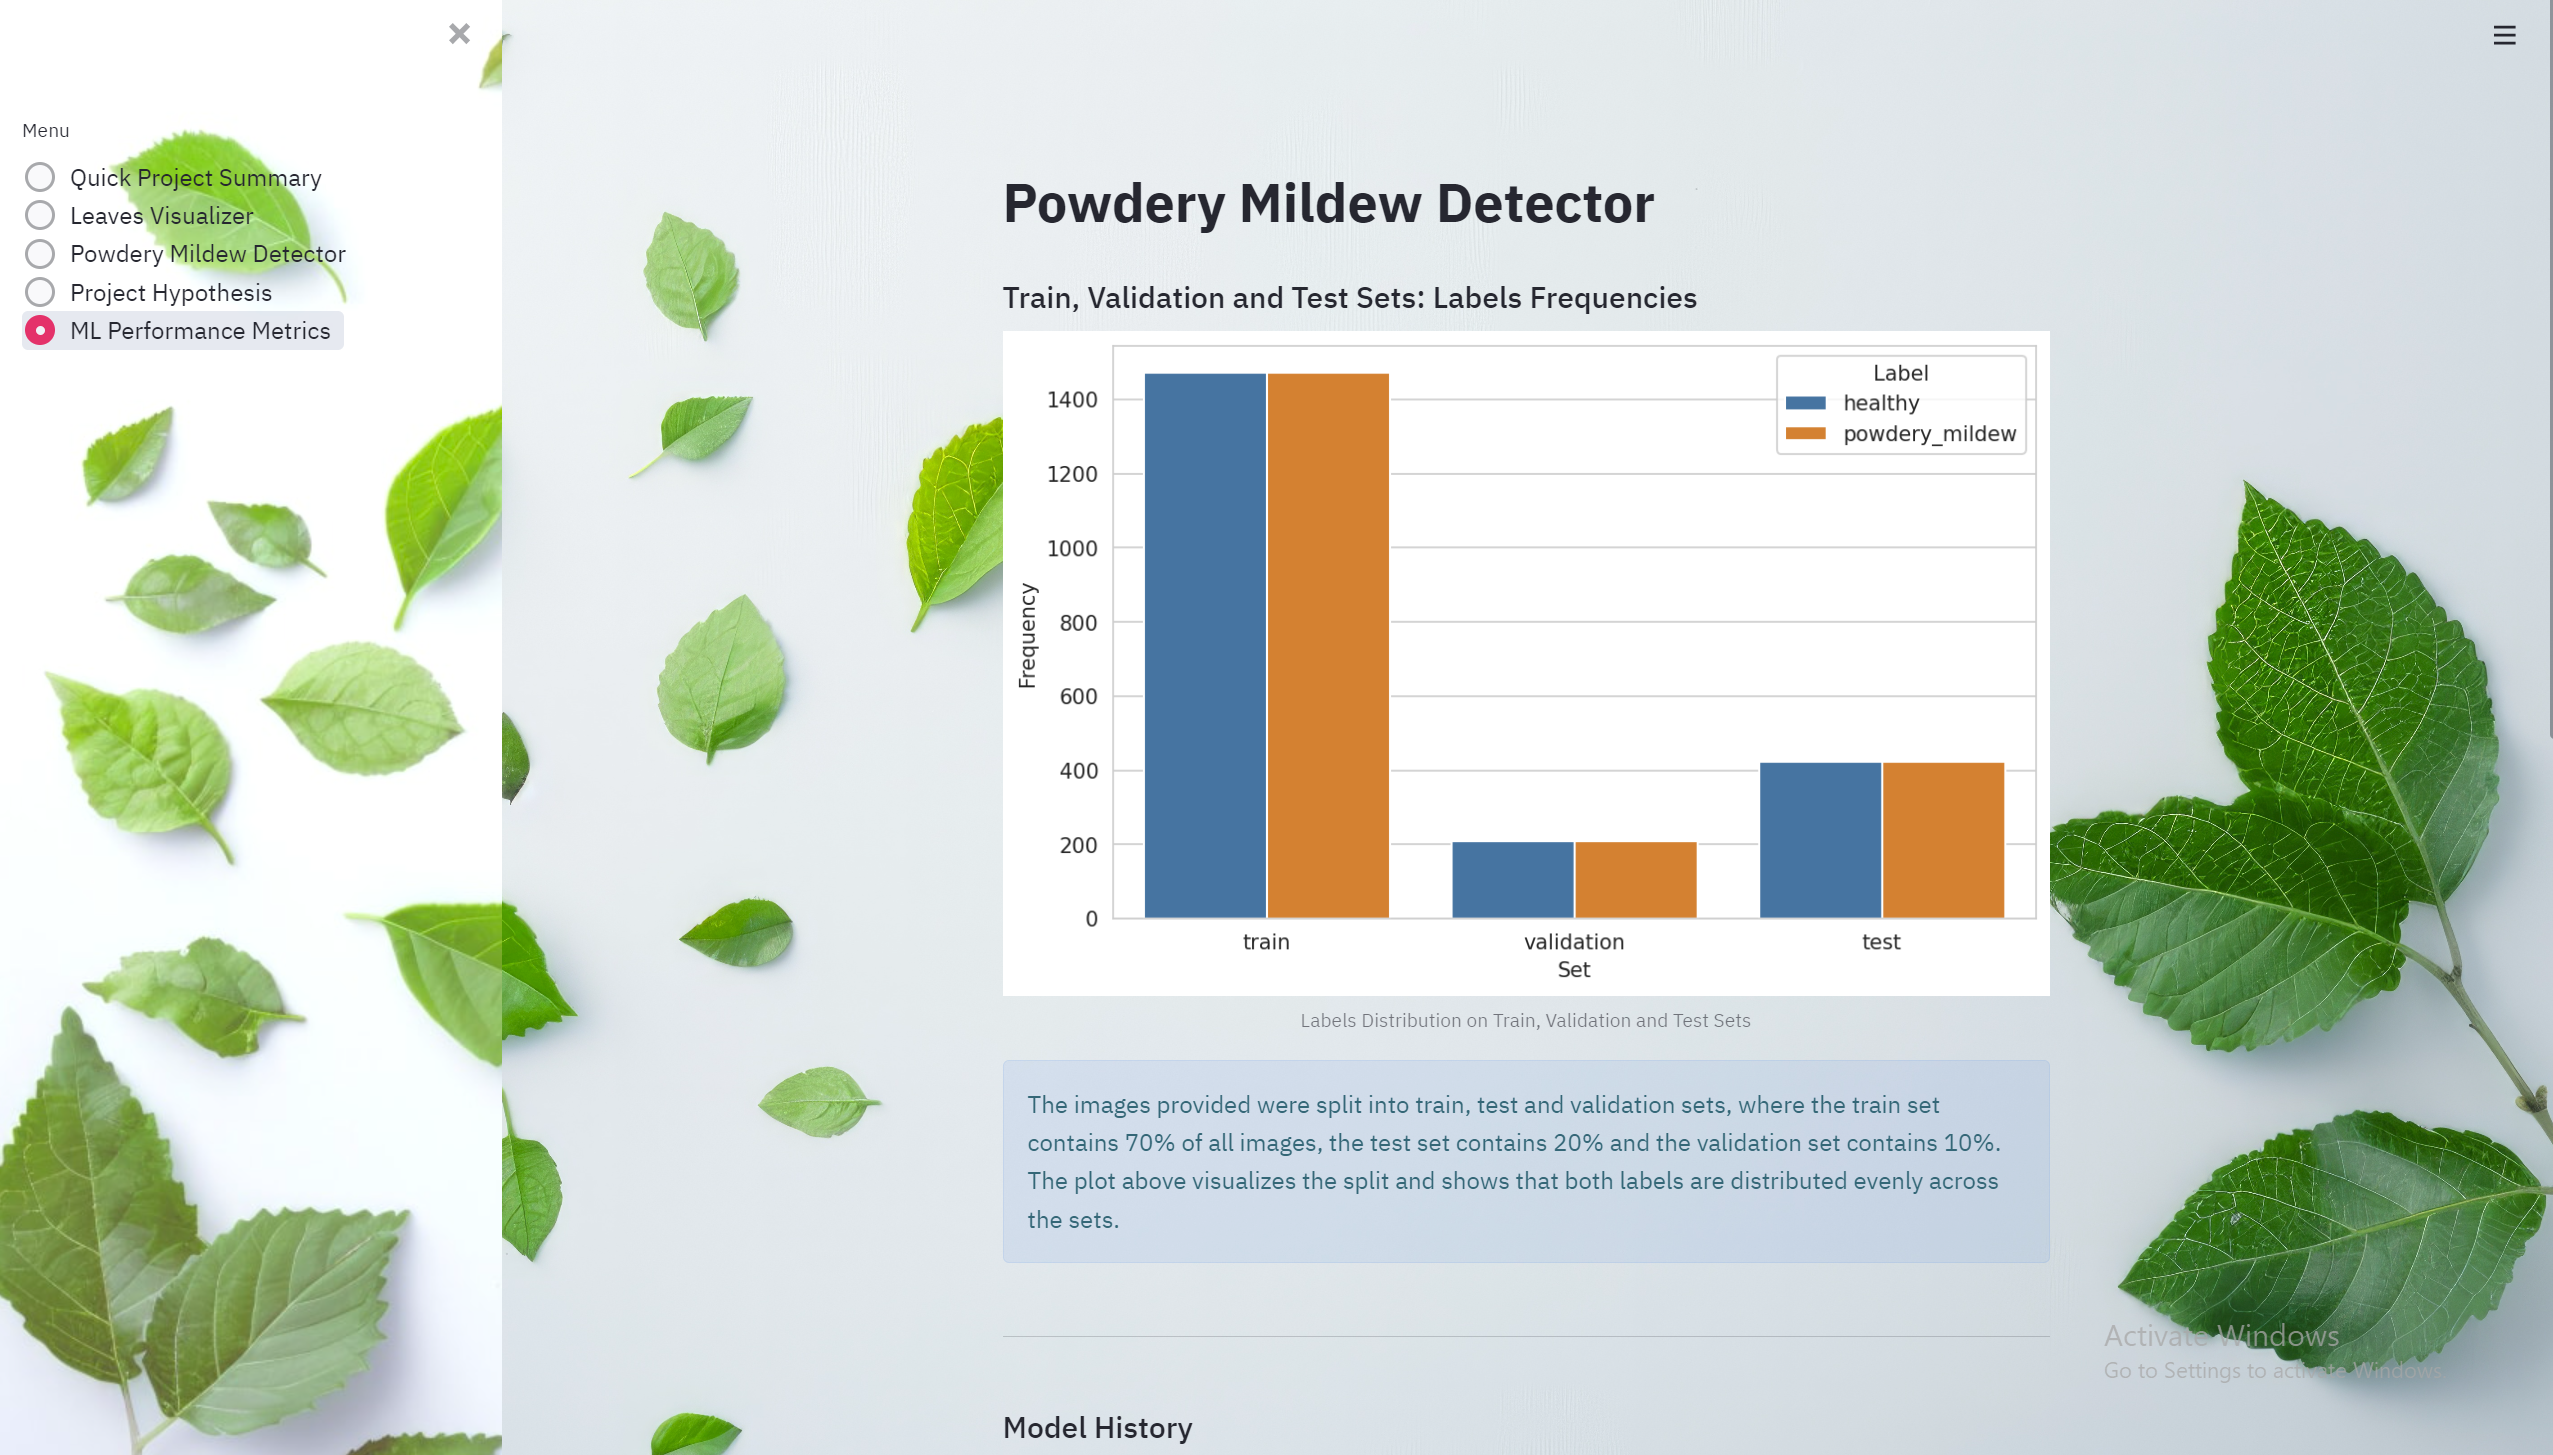 Menu
Quick Project Summary
Leaves Visualizer
Powdery Mildew Detector
Project Hypothesis
ML Performance Metrics
Powdery Mildew Detector
Train, Validation and Test Sets: Labels Frequencies
Label
healthy
powdery_mildew
1400
1200
1000
800
600
400
200
0
Frequency
train
validation
test
Set
Labels Distribution on Train, Validation and Test Sets
The images provided were split into train, test and validation sets, where the train set
contains 70% of all images, the test set contains 20% and the validation set contains 10%.
The plot above visualizes the split and shows that both labels are distributed evenly across
the sets.
Model History
Activate Windows
Go to Settings to activate Windows.